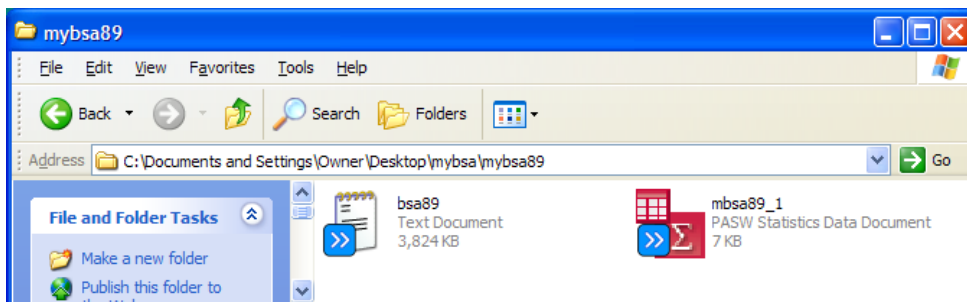 mybsa89
File Edit View Favorites Tools Help
Back Search Folders
Address C:\Documents and Settings\Owner\Desktop\mybsa\mybsa89 Go
File and Folder Tasks
Make a new folder
Publish this folder to
the Web
bsa89
Text Document
3,824 KB
mbsa89_1
PASW Statistics Data Document
7 KB